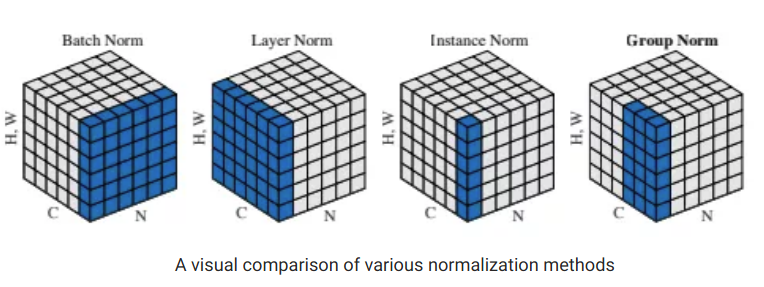 Batch Norm
Layer Norm
Instance Norm
Group Norm
H, W
C
N
H, W
C
N
H, W
C
N
H, W
C
N
A visual comparison of various normalization methods